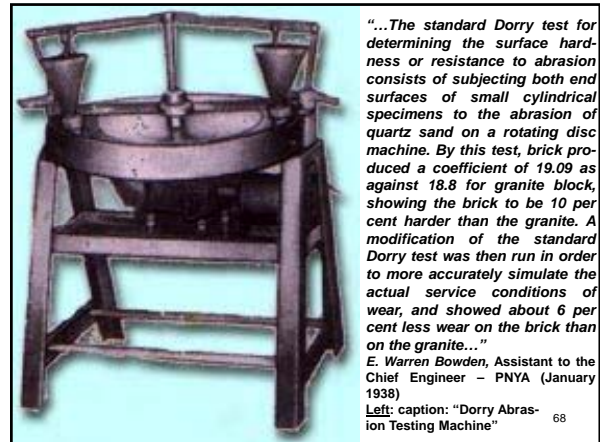 “…The standard Dorry test for
determining the surface hard-
ness or resistance to abrasion
consists of subjecting both end
surfaces of small cylindrical
specimens to the abrasion of
quartz sand on a rotating disc
machine. By this test, brick pro-
duced a coefficient of 19.09 as
against 18.8 for granite block,
showing the brick to be 10 per
cent harder than the granite. A
modification of the standard
Dorry test was then run in order
to more accurately simulate the
actual service conditions of
wear, and showed about 6 per
cent less wear on the brick than
on the granite…”
E. Warren Bowden, Assistant to the
Chief Engineer – PNYA (January
1938)
Left: caption: “Dorry Abras-
ion Testing Machine”
68